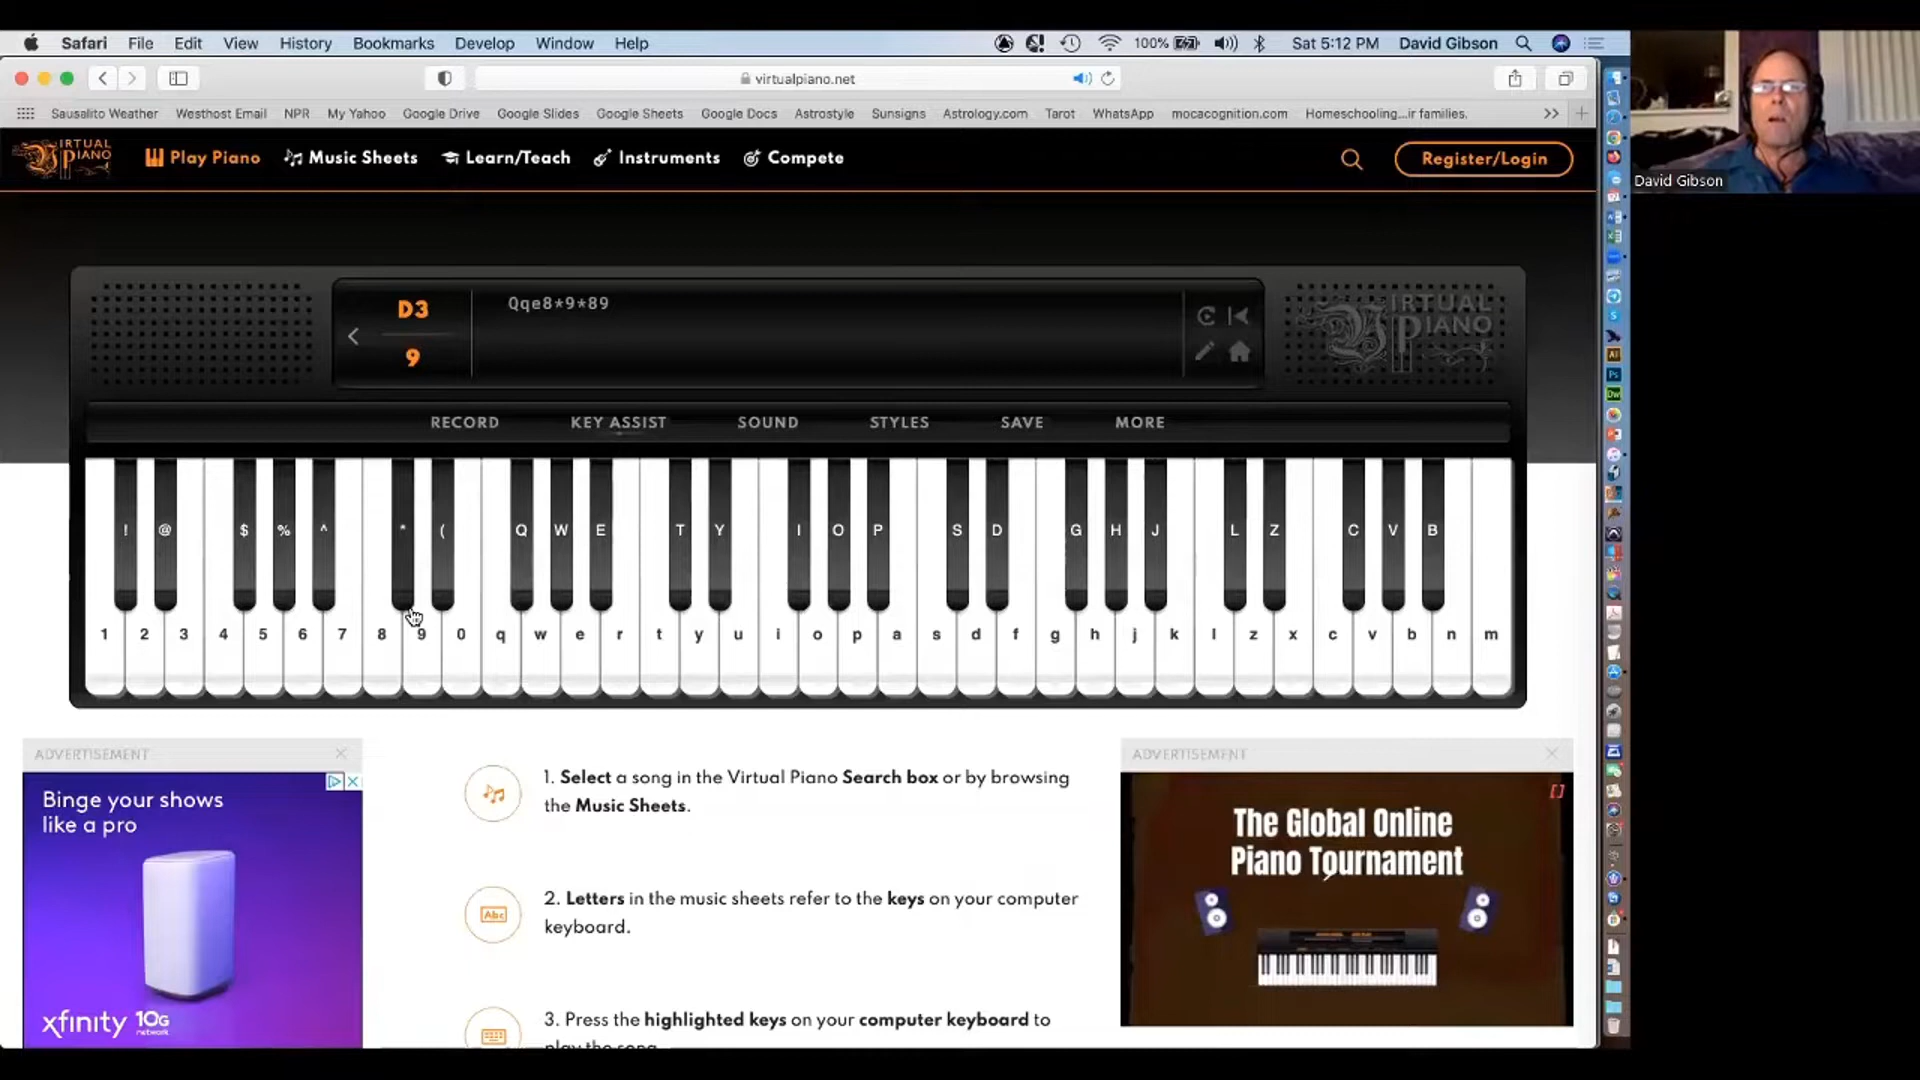 Safari File Edit View History Bookmarks Develop Window Help 100% Sat 5:12 PM David Gibson
virtualpiano.net
Sausalito Weather Westhost Email NPR My Yahoo Google Drive Google Slides Google Sheets Google Docs Astrostyle Sunsigns Astrology.com Tarot WhatsApp mocacognition.com Homeschooling...ir families.
VIRTUAL PIANO Play Piano Music Sheets Learn/Teach Instruments Compete Register/Login
David Gibson
D3
9
Qqe8*9*89
VIRTUAL PIANO
RECORD KEY ASSIST SOUND STYLES SAVE MORE
! @ $ % ^ * ( Q W E T Y I O P S D G H J L Z C V B
1 2 3 4 5 6 7 8 9 0 q w e r t y u i o p a s d f g h j k l z x c v b n m
ADVERTISEMENT
Binge your shows
like a pro
xfinity 10G
network
1. Select a song in the Virtual Piano Search box or by browsing
the Music Sheets.
Abc
2. Letters in the music sheets refer to the keys on your computer
keyboard.
3. Press the highlighted keys on your computer keyboard to
play the song
ADVERTISEMENT
The Global Online
Piano Tournament